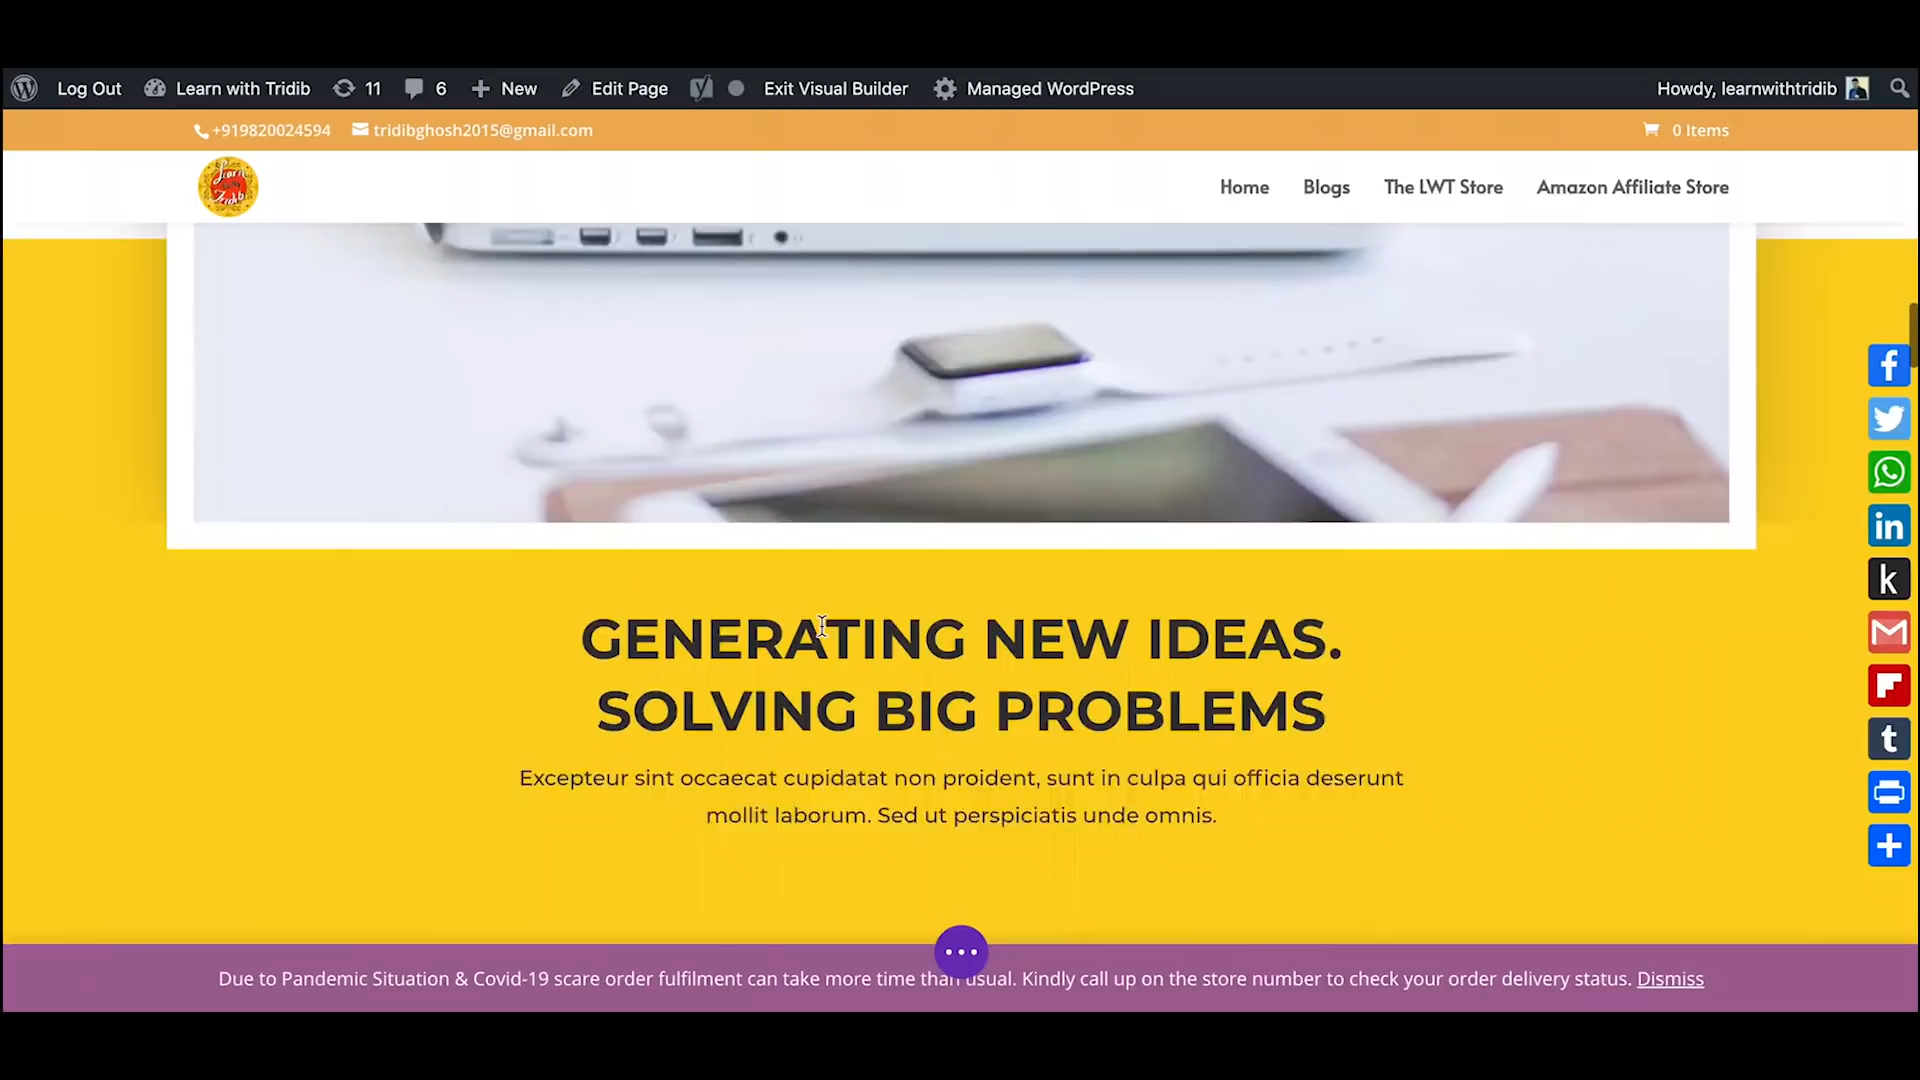 Log Out Learn with Tridib 11 6 New Edit Page Exit Visual Builder Managed WordPress Howdy, learnwithtridib
+919820024594 tridibghosh2015@gmail.com 0 Items
Learn with Tridib
Home Blogs The LWT Store Amazon Affiliate Store
GENERATING NEW IDEAS.
SOLVING BIG PROBLEMS
Excepteur sint occaecat cupidatat non proident, sunt in culpa qui officia deserunt
mollit laborum. Sed ut perspiciatis unde omnis.
Due to Pandemic Situation & Covid-19 scare order fulfilment can take more time than usual. Kindly call up on the store number to check your order delivery status. Dismiss